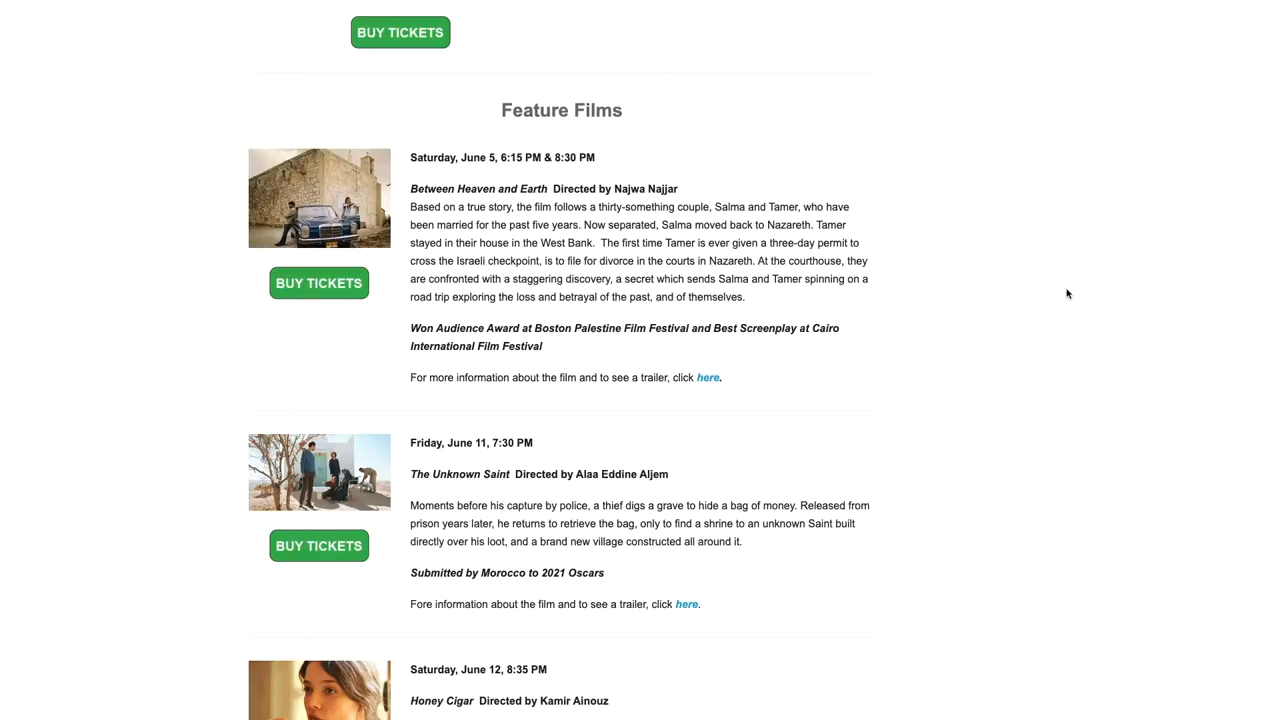 BUY TICKETS
Feature Films
Saturday, June 5, 6:15 PM & 8:30 PM
Between Heaven and Earth  Directed by Najwa Najjar
Based on a true story, the film follows a thirty-something couple, Salma and Tamer, who have
been married for the past five years. Now separated, Salma moved back to Nazareth. Tamer
stayed in their house in the West Bank.  The first time Tamer is ever given a three-day permit to
cross the Israeli checkpoint, is to file for divorce in the courts in Nazareth. At the courthouse, they
are confronted with a staggering discovery, a secret which sends Salma and Tamer spinning on a
road trip exploring the loss and betrayal of the past, and of themselves.
BUY TICKETS
Won Audience Award at Boston Palestine Film Festival and Best Screenplay at Cairo
International Film Festival
For more information about the film and to see a trailer, click here.
Friday, June 11, 7:30 PM
The Unknown Saint  Directed by Alaa Eddine Aljem
Moments before his capture by police, a thief digs a grave to hide a bag of money. Released from
prison years later, he returns to retrieve the bag, only to find a shrine to an unknown Saint built
directly over his loot, and a brand new village constructed all around it.
BUY TICKETS
Submitted by Morocco to 2021 Oscars
Fore information about the film and to see a trailer, click here.
Saturday, June 12, 8:35 PM
Honey Cigar  Directed by Kamir Ainouz